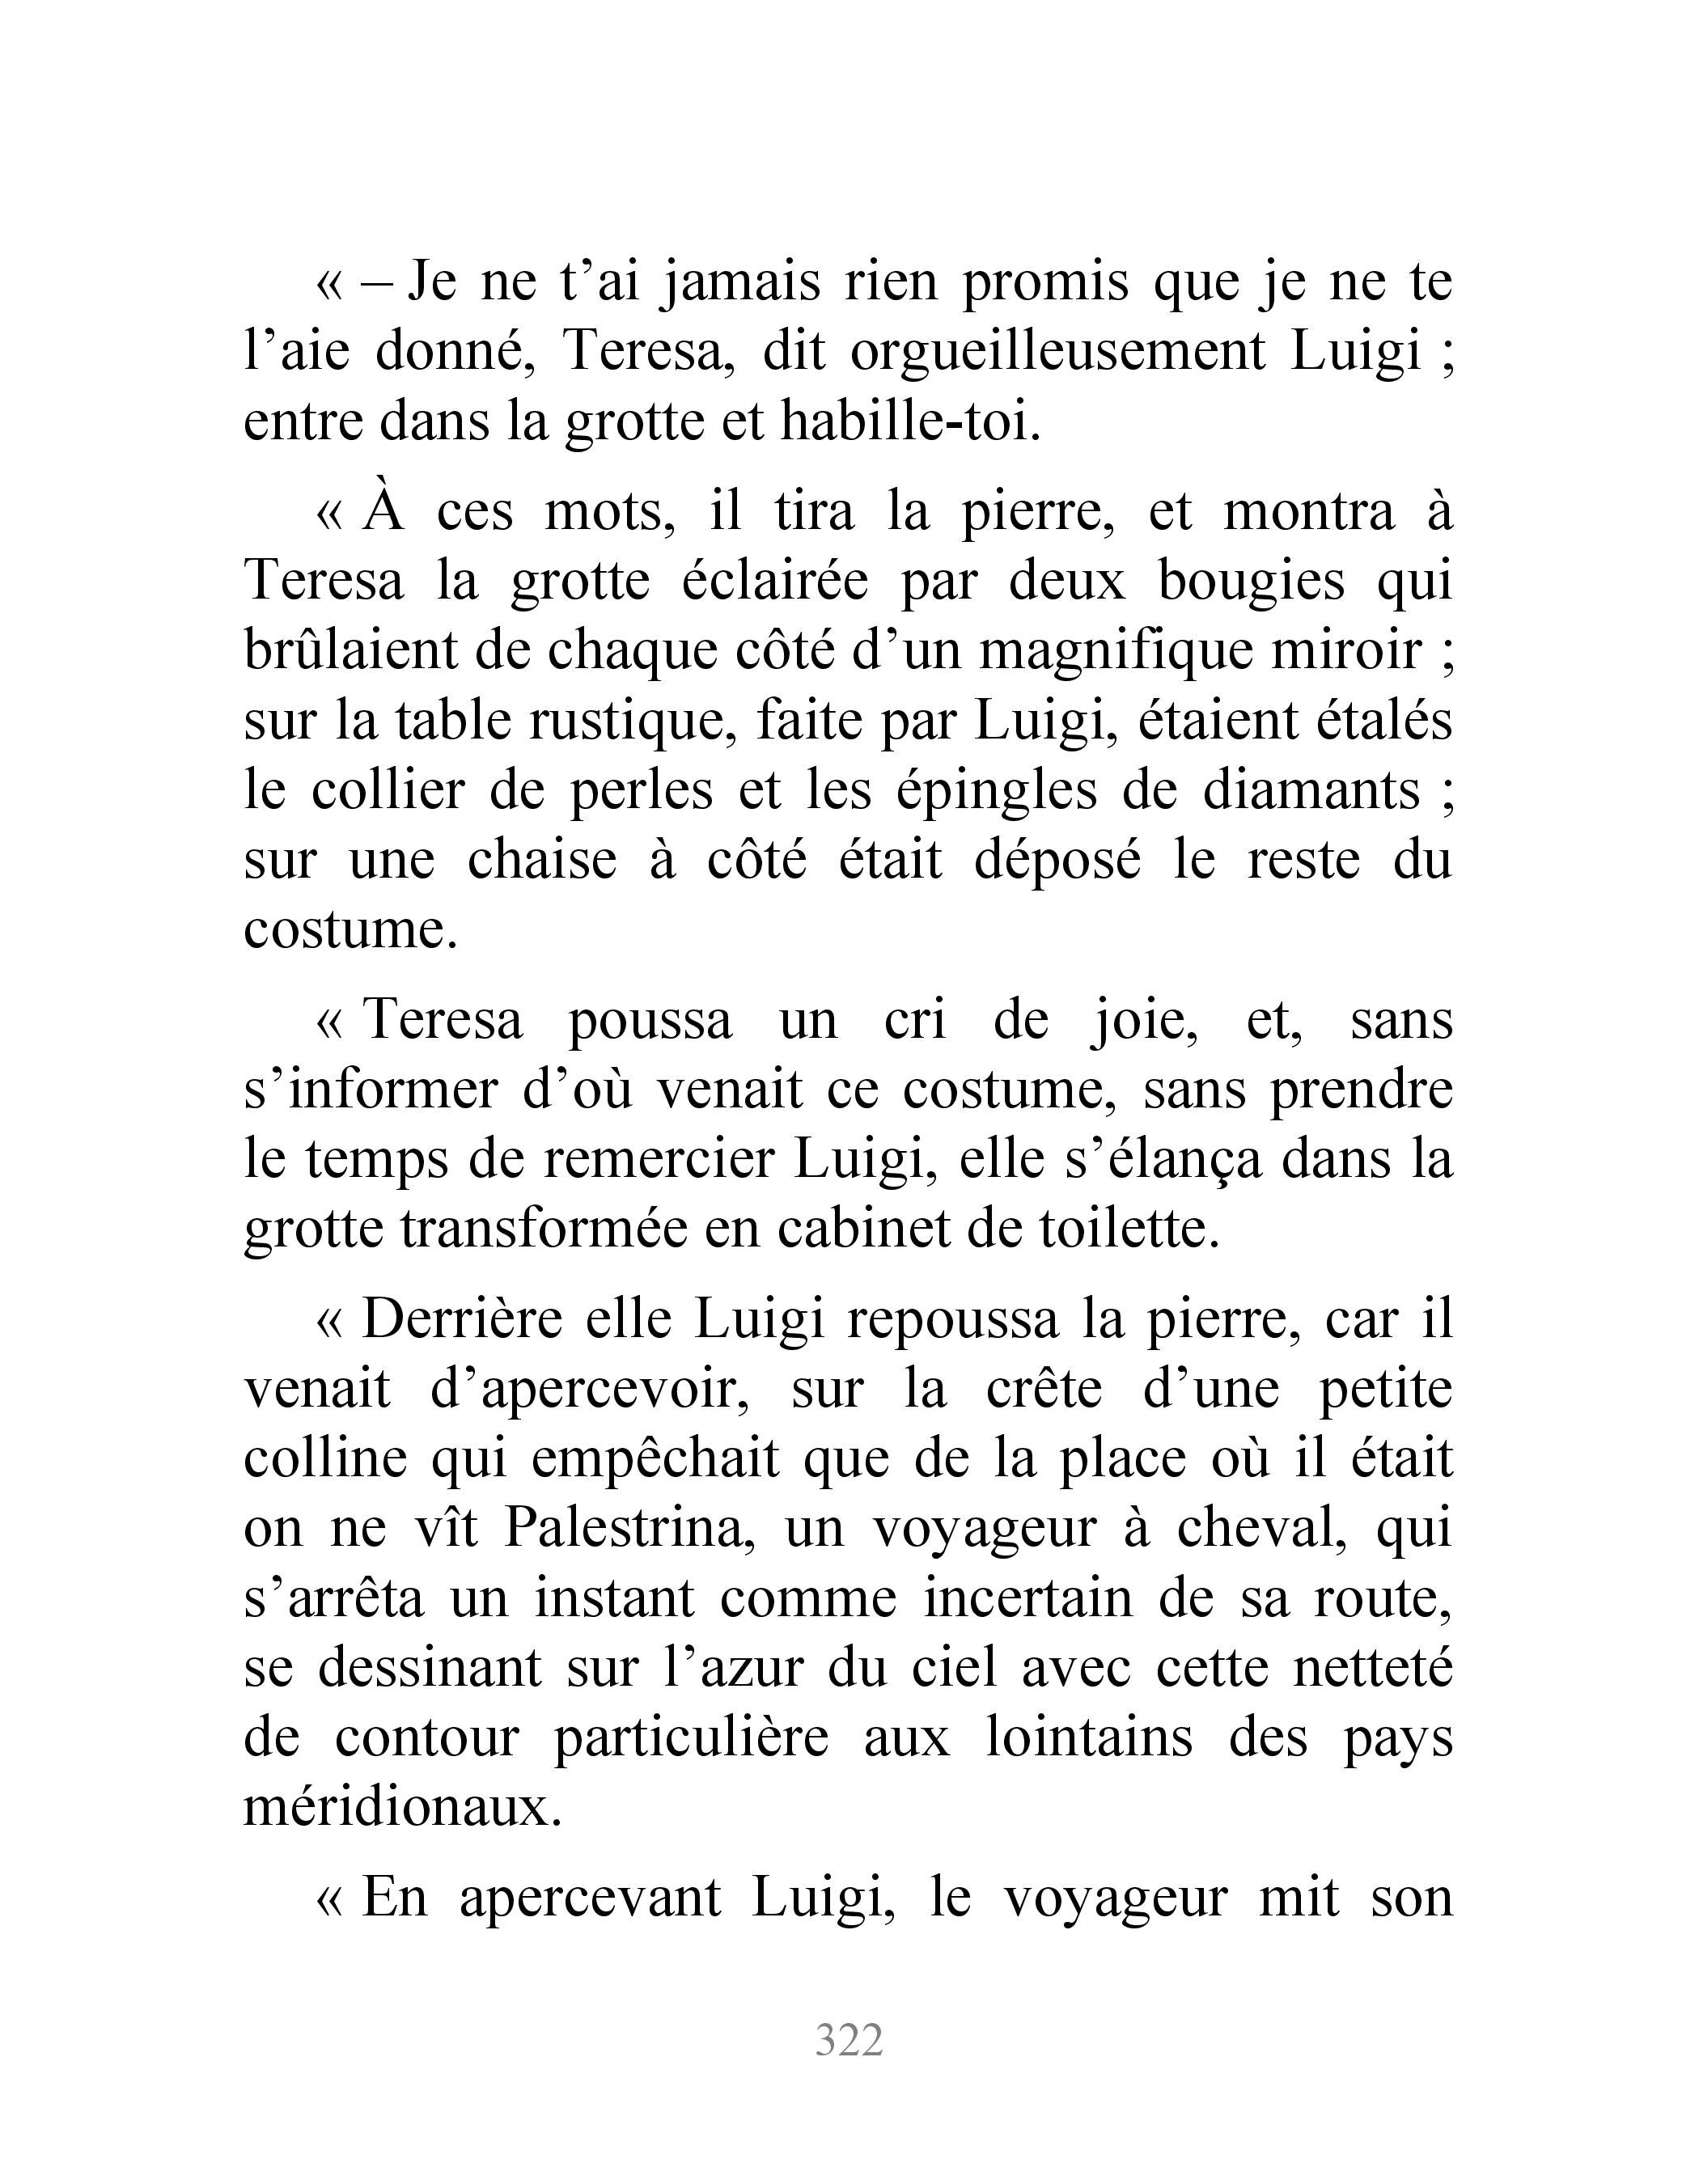 « – Je ne t’ai jamais rien promis que je ne te
l’aie donné, Teresa, dit orgueilleusement Luigi ;
entre dans la grotte et habille-toi.
« À ces mots, il tira la pierre, et montra à
Teresa la grotte éclairée par deux bougies qui
brûlaient de chaque côté d’un magnifique miroir ;
sur la table rustique, faite par Luigi, étaient étalés
le collier de perles et les épingles de diamants ;
sur une chaise à côté était déposé le reste du
costume.
« Teresa poussa un cri de joie, et, sans
s’informer d’où venait ce costume, sans prendre
le temps de remercier Luigi, elle s’élança dans la
grotte transformée en cabinet de toilette.
« Derrière elle Luigi repoussa la pierre, car il
venait d’apercevoir, sur la crête d’une petite
colline qui empêchait que de la place où il était
on ne vît Palestrina, un voyageur à cheval, qui
s’arrêta un instant comme incertain de sa route,
se dessinant sur l’azur du ciel avec cette netteté
de contour particulière aux lointains des pays
méridionaux.
« En apercevant Luigi, le voyageur mit son
322